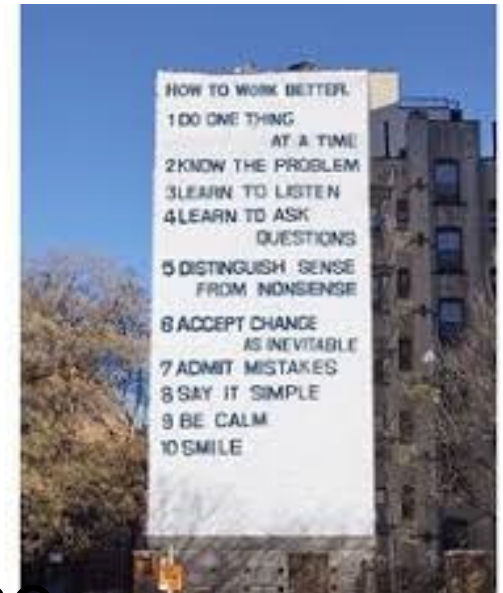 HOW TO WORK BETTER.
1 DO ONE THING
AT A TIME
2 KNOW THE PROBLEM
3 LEARN TO LISTEN
4 LEARN TO ASK
QUESTIONS
5 DISTINGUISH SENSE
FROM NONSENSE
6 ACCEPT CHANGE
AS INEVITABLE
7 ADMIT MISTAKES
8 SAY IT SIMPLE
9 BE CALM
10 SMILE